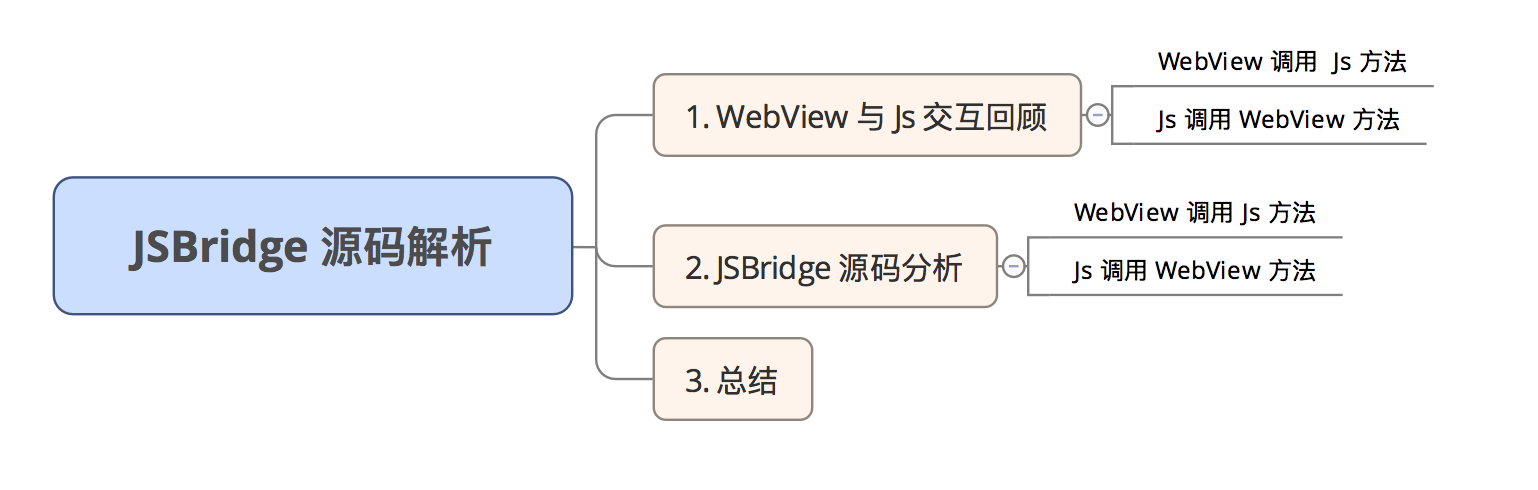 JSBridge 源码解析
1. WebView 与 Js 交互回顾
WebView 调用  Js 方法
Js 调用 WebView 方法
2. JSBridge 源码分析
WebView 调用 Js 方法
Js 调用 WebView 方法
3. 总结